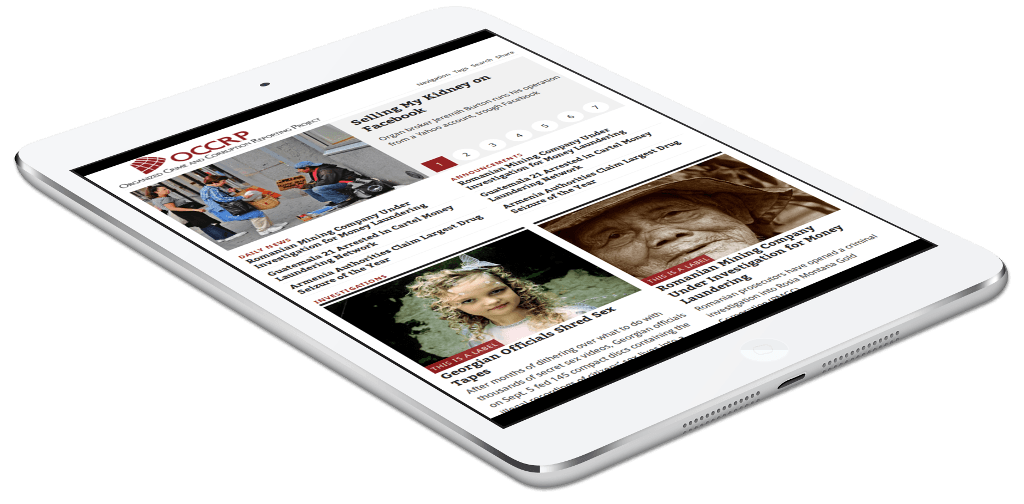 OCCRP
ORGANIZED CRIME AND CORRUPTION REPORTING PROJECT
Navigation Tags Search Share
Selling My Kidney on
Facebook
Organ broker Jeremiah Burton runs his operation
from a Yahoo account, trough Facebook
1 2 3 4 5 6 7
DAILY NEWS
Romanian Mining Company Under
Investigation for Money Laundering
Guatemala 21 Arrested in Cartel Money
Laundering Network
Armenia Authorities Claim Largest Drug
Seizure of the Year
ANNOUNCEMENTS
Romanian Mining Company Under
Investigation for Money Laundering
Guatemala 21 Arrested in Cartel Money
Laundering Network
Armenia Authorities Claim Largest Drug
Seizure of the Year
INVESTIGATIONS
THIS IS A LABEL
Georgian Officials Shred Sex
Tapes
After months of dithering over what to do with
thousands of secret sex videos, Georgian officials
on Sept. 5 fed 145 compact discs containing the
THIS IS A LABEL
Romanian Mining Company
Under Investigation for Money
Laundering
Romanian prosecutors have opened a criminal
investigation into Rosia Montana Gold